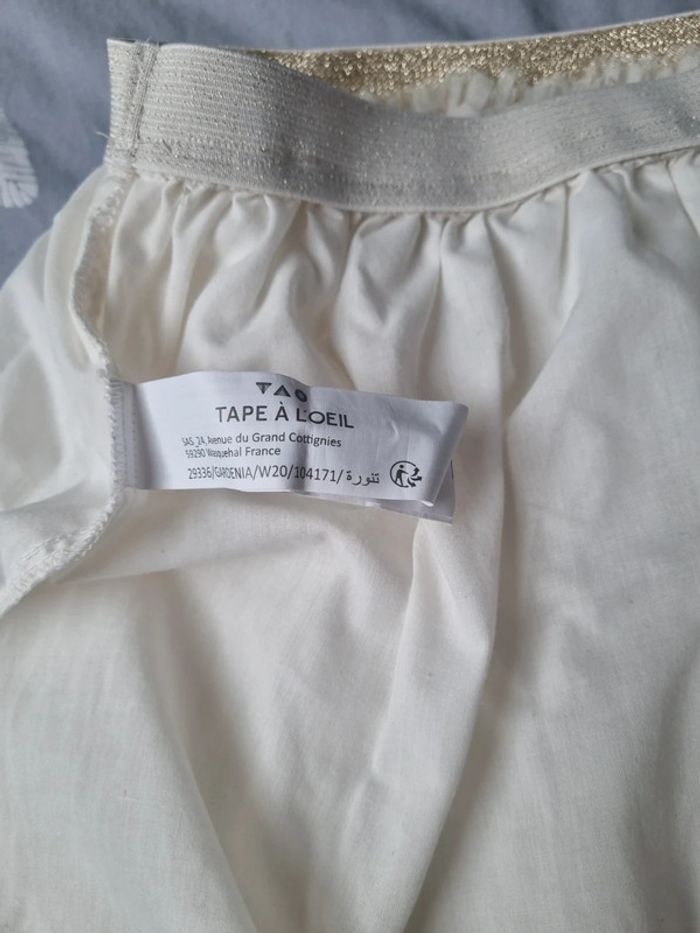 TAO
TAPE À L'OEIL
SAS 24, Avenue du Grand Cottignies
59290 Wasquehal France
29336/GARDENIA/W20/104171/ تنورة